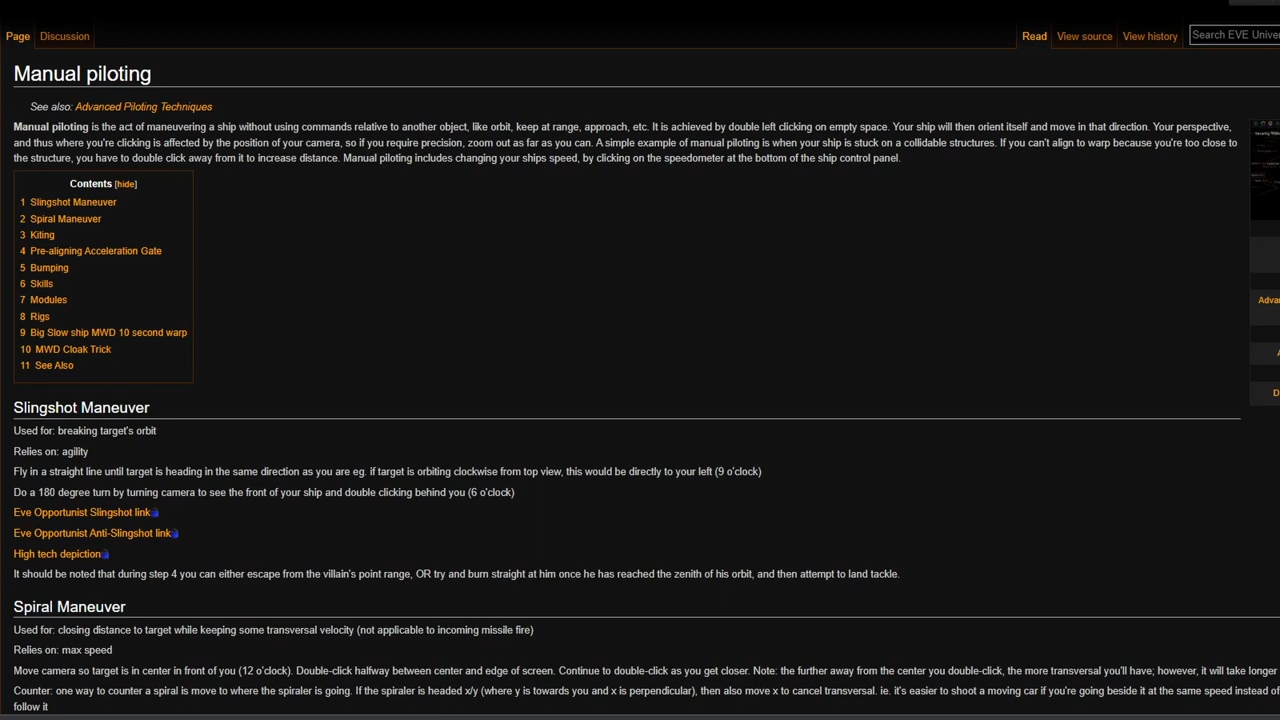 Page Discussion Read View source View history Search EVE Univer
Manual piloting
See also: Advanced Piloting Techniques
Manual piloting is the act of maneuvering a ship without using commands relative to another object, like orbit, keep at range, approach, etc. It is achieved by double left clicking on empty space. Your ship will then orient itself and move in that direction. Your perspective,
and thus where you're clicking is affected by the position of your camera, so if you require precision, zoom out as far as you can. A simple example of manual piloting is when your ship is stuck on a collidable structures. If you can't align to warp because you're too close to
the structure, you have to double click away from it to increase distance. Manual piloting includes changing your ships speed, by clicking on the speedometer at the bottom of the ship control panel.
Contents [hide]
1 Slingshot Maneuver
2 Spiral Maneuver
3 Kiting
4 Pre-aligning Acceleration Gate
5 Bumping
6 Skills
7 Modules
Advan
8 Rigs
9 Big Slow ship MWD 10 second warp
10 MWD Cloak Trick
11 See Also
D
Slingshot Maneuver
Used for: breaking target's orbit
Relies on: agility
Fly in a straight line until target is heading in the same direction as you are eg. if target is orbiting clockwise from top view, this would be directly to your left (9 o'clock)
Do a 180 degree turn by turning camera to see the front of your ship and double clicking behind you (6 o'clock)
Eve Opportunist Slingshot link
Eve Opportunist Anti-Slingshot link
High tech depiction
It should be noted that during step 4 you can either escape from the villain's point range, OR try and burn straight at him once he has reached the zenith of his orbit, and then attempt to land tackle.
Spiral Maneuver
Used for: closing distance to target while keeping some transversal velocity (not applicable to incoming missile fire)
Relies on: max speed
Move camera so target is in center in front of you (12 o'clock). Double-click halfway between center and edge of screen. Continue to double-click as you get closer. Note: the further away from the center you double-click, the more transversal you'll have; however, it will take longer
Counter: one way to counter a spiral is move to where the spiraler is going. If the spiraler is headed x/y (where y is towards you and x is perpendicular), then also move x to cancel transversal. ie. it's easier to shoot a moving car if you're going beside it at the same speed instead of
follow it